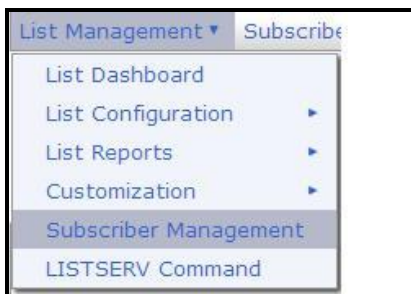 List Management ▾ Subscribe
List Dashboard
List Configuration ▸
List Reports ▸
Customization ▸
Subscriber Management
LISTSERV Command